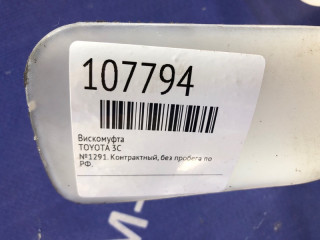 107794
Вискомуфта
TOYOTA 3C
№1291. Контрактный, без пробега по
РФ.